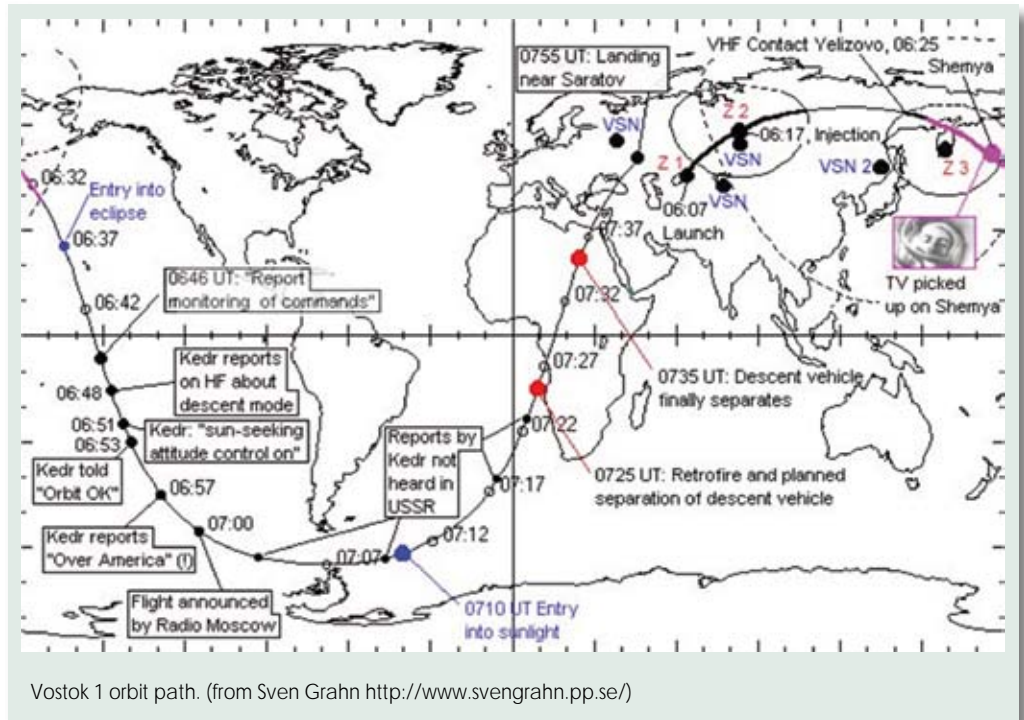 0755 UT: Landing
near Saratov
VHF Contact Yelizovo, 06:25
Shemya
VSN
Z 2
06:17, Injection
VSN
Z 1
VSN
VSN 2
Z 3
06:07
Launch
TV picked
up on Shemya
06:32
Entry into
eclipse
06:37
07:37
0646 UT: "Report
monitoring of commands"
06:42
07:32
Kedr reports
on HF about
descent mode
06:48
07:27
0735 UT: Descent vehicle
finally separates
06:51
Kedr: "sun-seeking
attitude control on"
06:53
07:22
Reports by
Kedr not
heard in
USSR
Kedr told
"Orbit OK"
06:57
07:17
0725 UT: Retrofire and planned
separation of descent vehicle
07:00
Kedr reports
"Over America" (!)
07:07
07:12
Flight announced
by Radio Moscow
0710 UT Entry
into sunlight
Vostok 1 orbit path. (from Sven Grahn http://www.svengrahn.pp.se/)